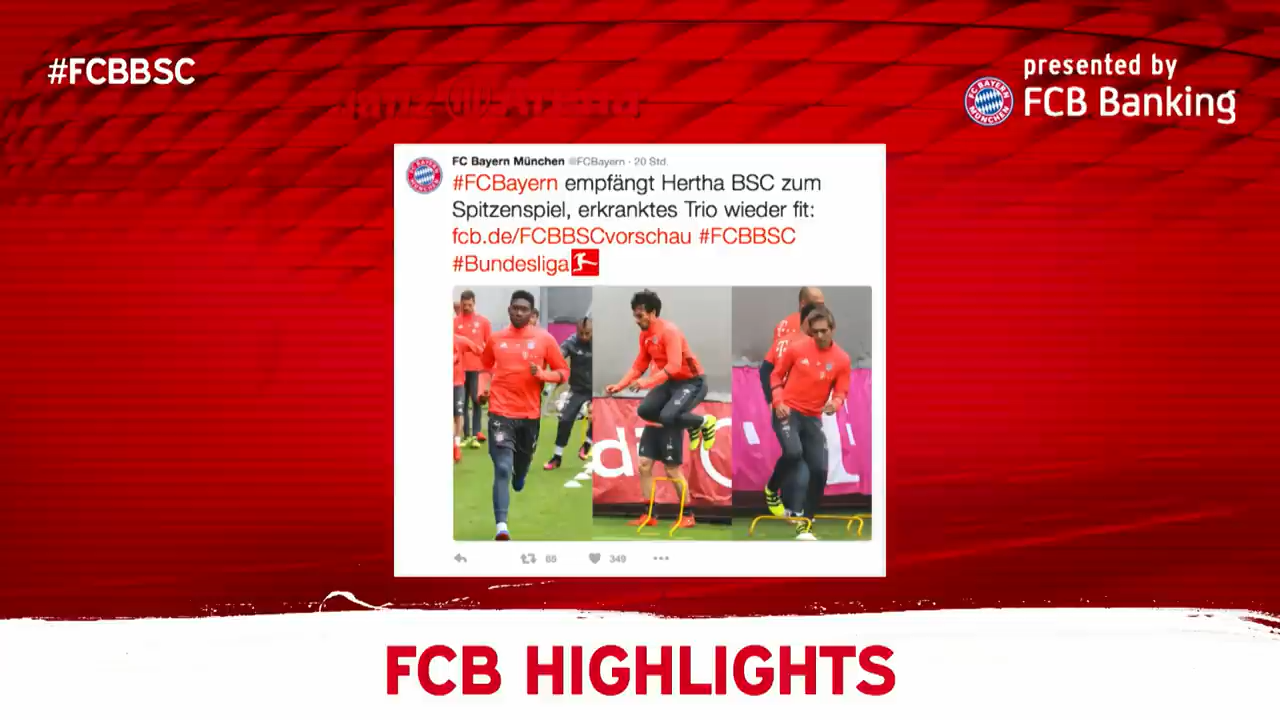 #FCBBSC
presented by
FCB Banking
FC Bayern München @FCBayern · 20 Std.
#FCBayern empfängt Hertha BSC zum
Spitzenspiel, erkranktes Trio wieder fit:
fcb.de/FCBBSCvorschau #FCBBSC
#Bundesliga
349
FCB HIGHLIGHTS